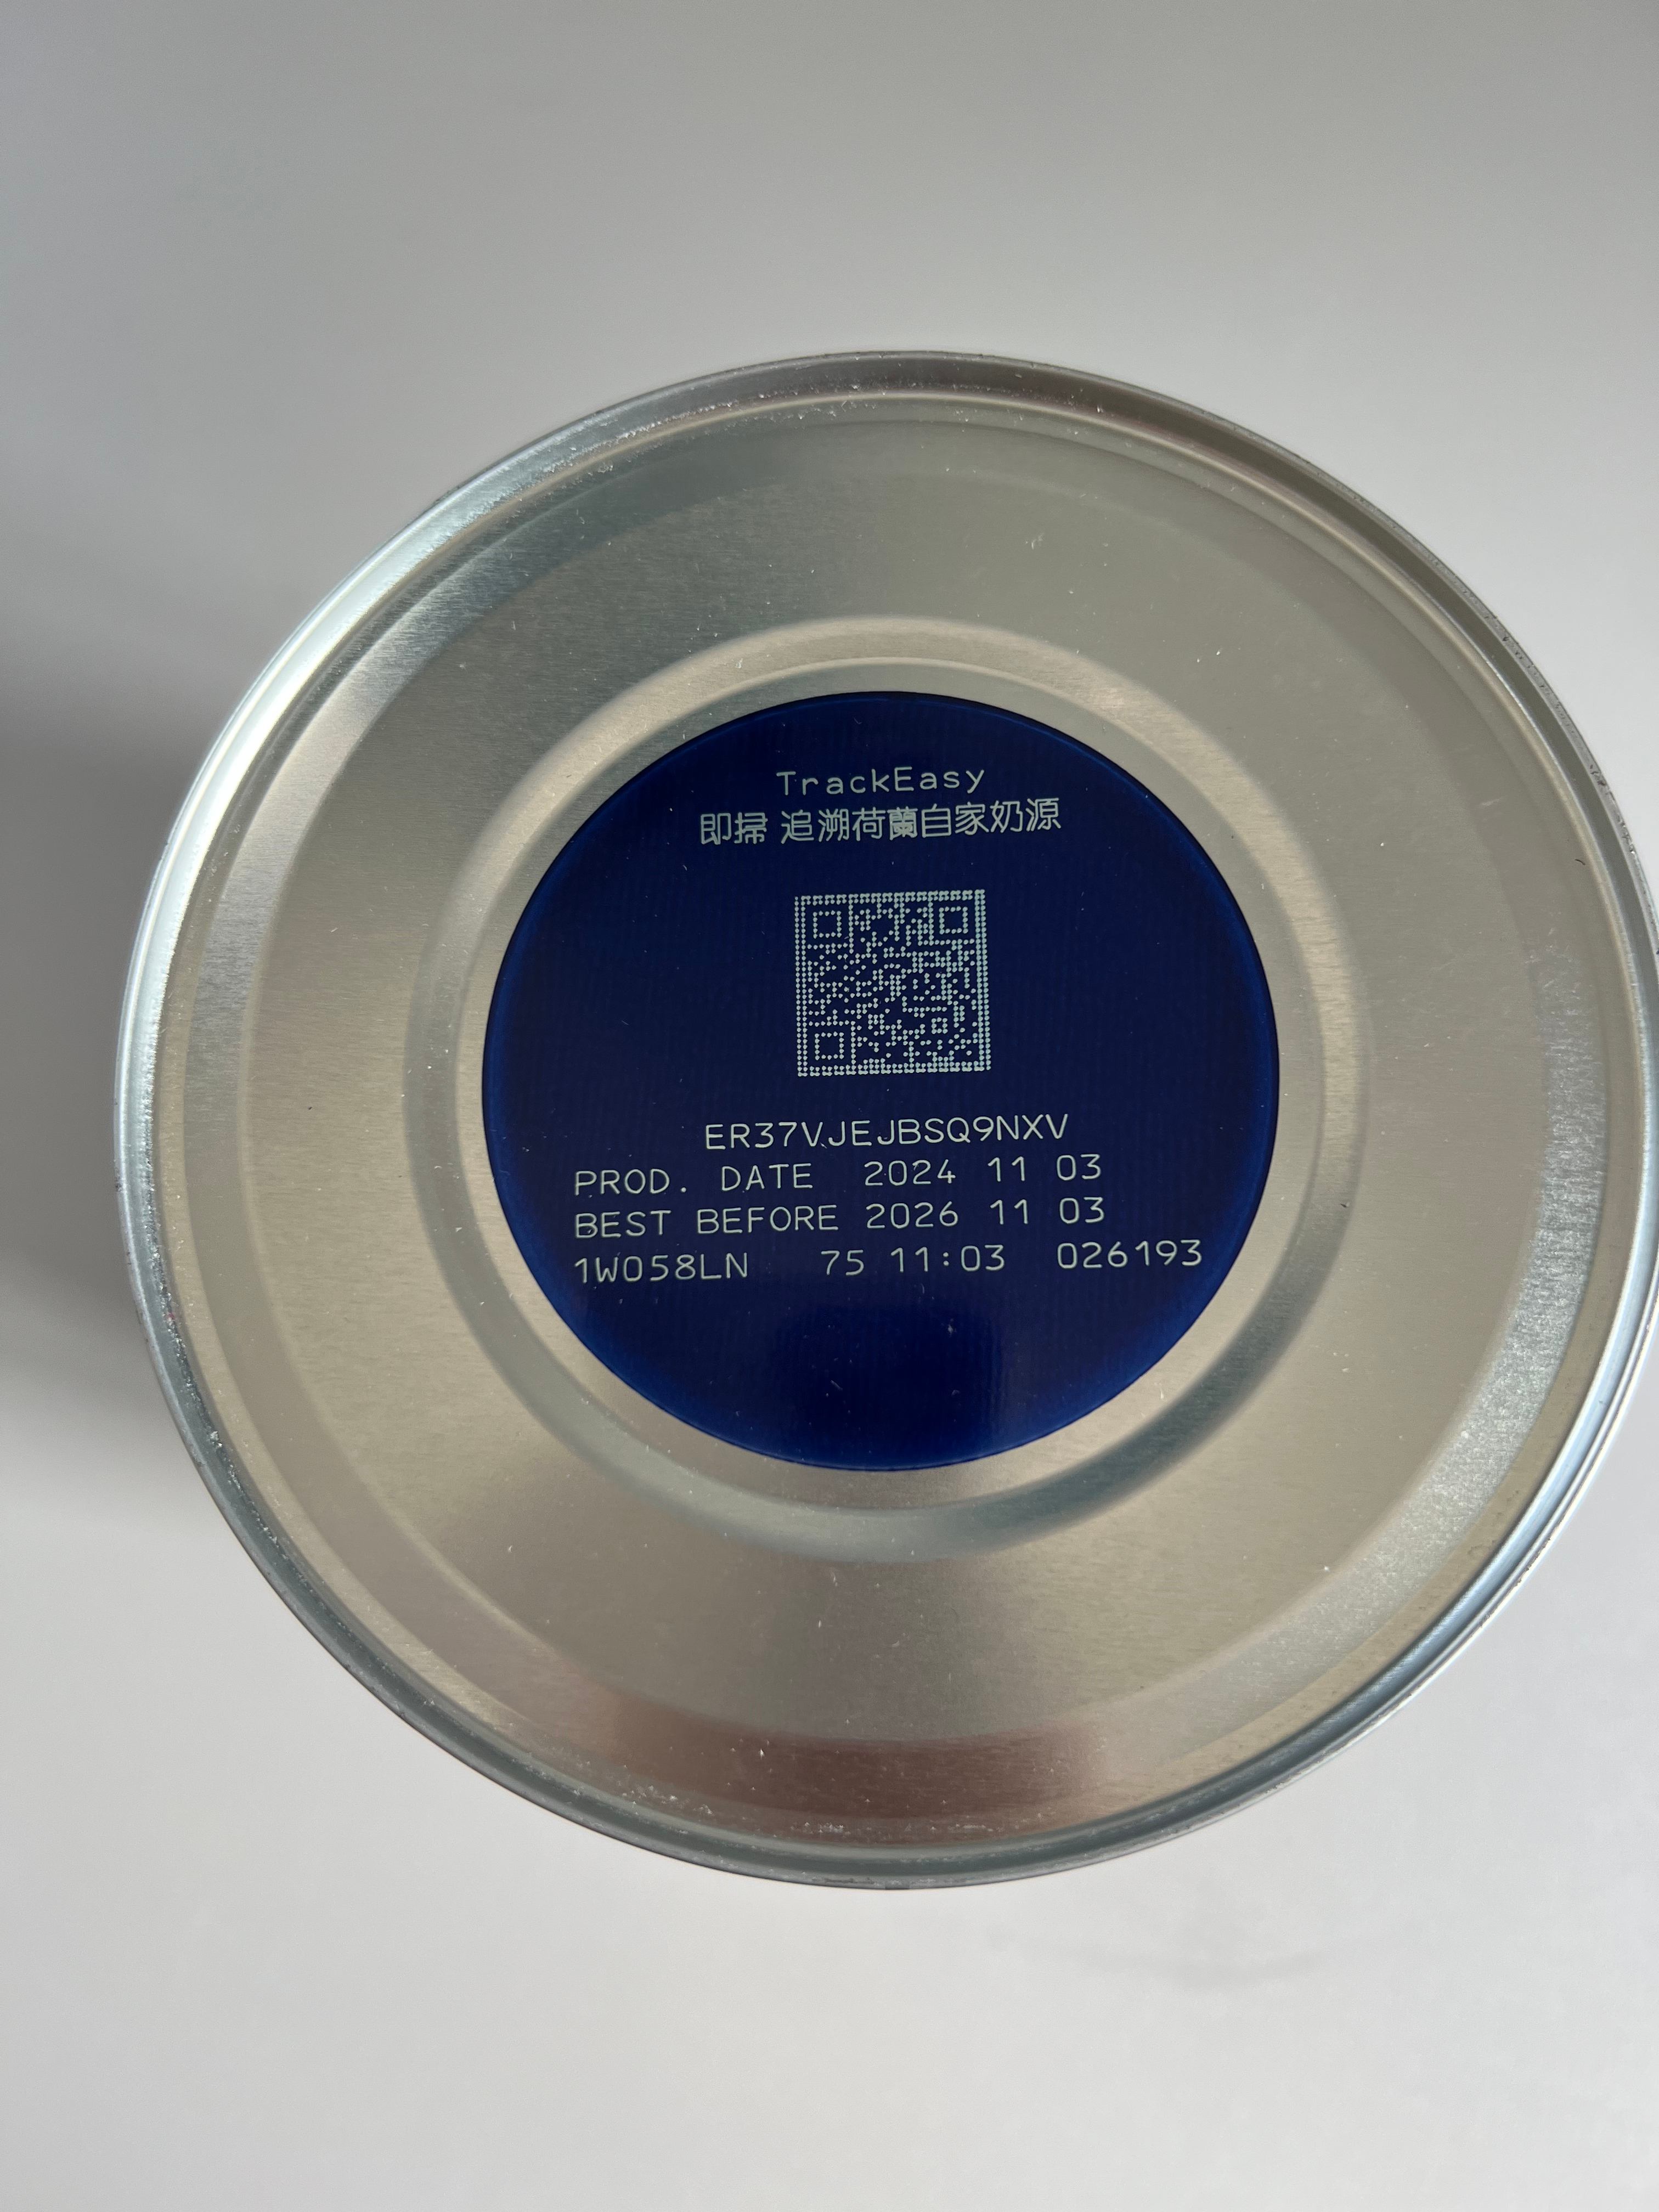 TrackEasy
即掃 追溯荷蘭自家奶源
ER37VJEJBSQ9NXV
PROD. DATE 2024 11 03
BEST BEFORE 2026 11 03
1W058LN 75 11:03 026193